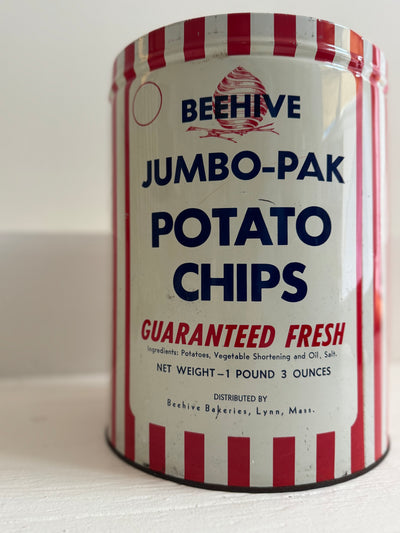 BEEHIVE
JUMBO-PAK
POTATO
CHIPS
GUARANTEED FRESH
Ingredients: Potatoes, Vegetable Shortening and Oil, Salt.
NET WEIGHT–1 POUND 3 OUNCES
DISTRIBUTED BY
Beehive Bakeries, Lynn, Mass.